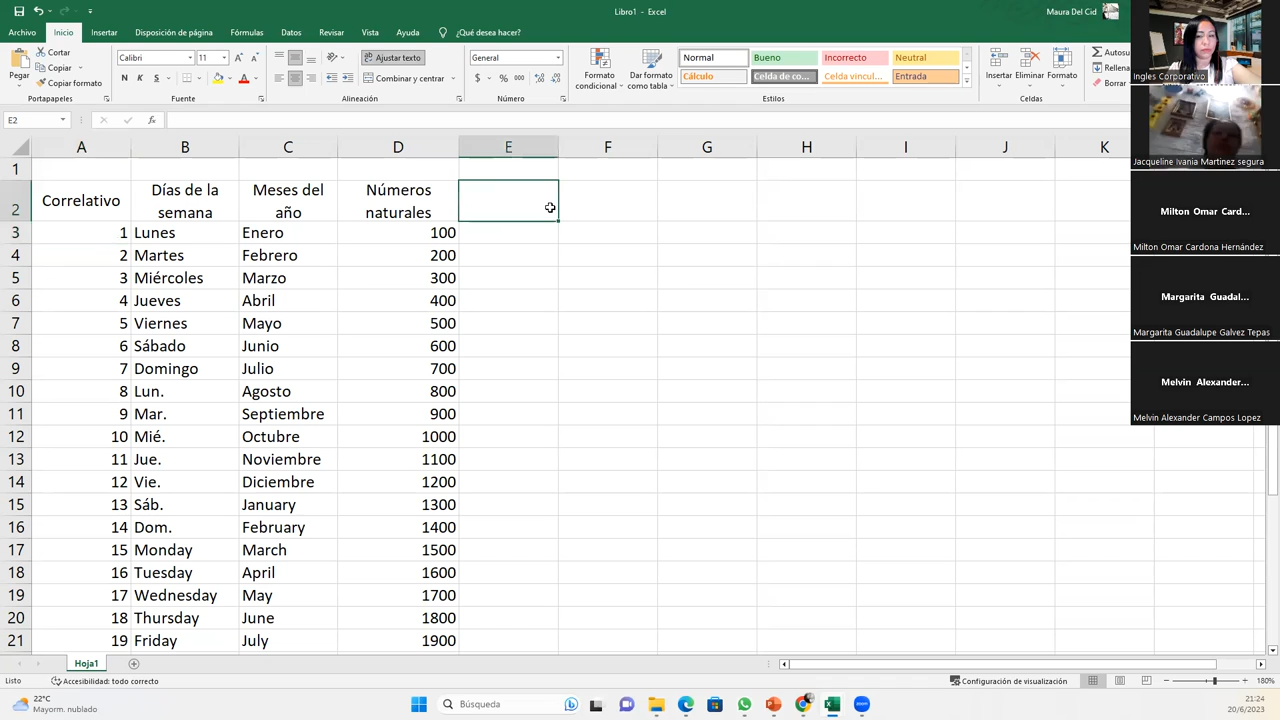 Libro1 - Excel
Maura Del Cid
Archivo Inicio Insertar Disposición de página Fórmulas Datos Revisar Vista Ayuda ¿Qué desea hacer?
Pegar
Cortar
Copiar
Copiar formato
Portapapeles
Calibri 11
N K S
Fuente
Ajustar texto
Combinar y centrar
Alineación
General
% 000
Número
Formato condicional
Dar formato como tabla
Normal Bueno Incorrecto Neutral
Cálculo Celda de co... Celda vincul... Entrada
Estilos
Insertar Eliminar Formato
Celdas
Autosu
Rellena
Borrar
E2
fx
A B C D E F G H I J K
1
2 Correlativo Días de la semana Meses del año Números naturales
3 1 Lunes Enero 100
4 2 Martes Febrero 200
5 3 Miércoles Marzo 300
6 4 Jueves Abril 400
7 5 Viernes Mayo 500
8 6 Sábado Junio 600
9 7 Domingo Julio 700
10 8 Lun. Agosto 800
11 9 Mar. Septiembre 900
12 10 Mié. Octubre 1000
13 11 Jue. Noviembre 1100
14 12 Vie. Diciembre 1200
15 13 Sáb. January 1300
16 14 Dom. February 1400
17 15 Monday March 1500
18 16 Tuesday April 1600
19 17 Wednesday May 1700
20 18 Thursday June 1800
21 19 Friday July 1900
Ingles Corporativo
Jacqueline Ivania Martinez segura
Milton Omar Card...
Milton Omar Cardona Hernández
Margarita Guadal...
Margarita Guadalupe Galvez Tepas
Melvin Alexander...
Melvin Alexander Campos Lopez
Hoja1
Listo
Accesibilidad: todo correcto
Configuración de visualización
180%
22°C
Mayorm. nublado
Búsqueda
21:24
20/6/2023